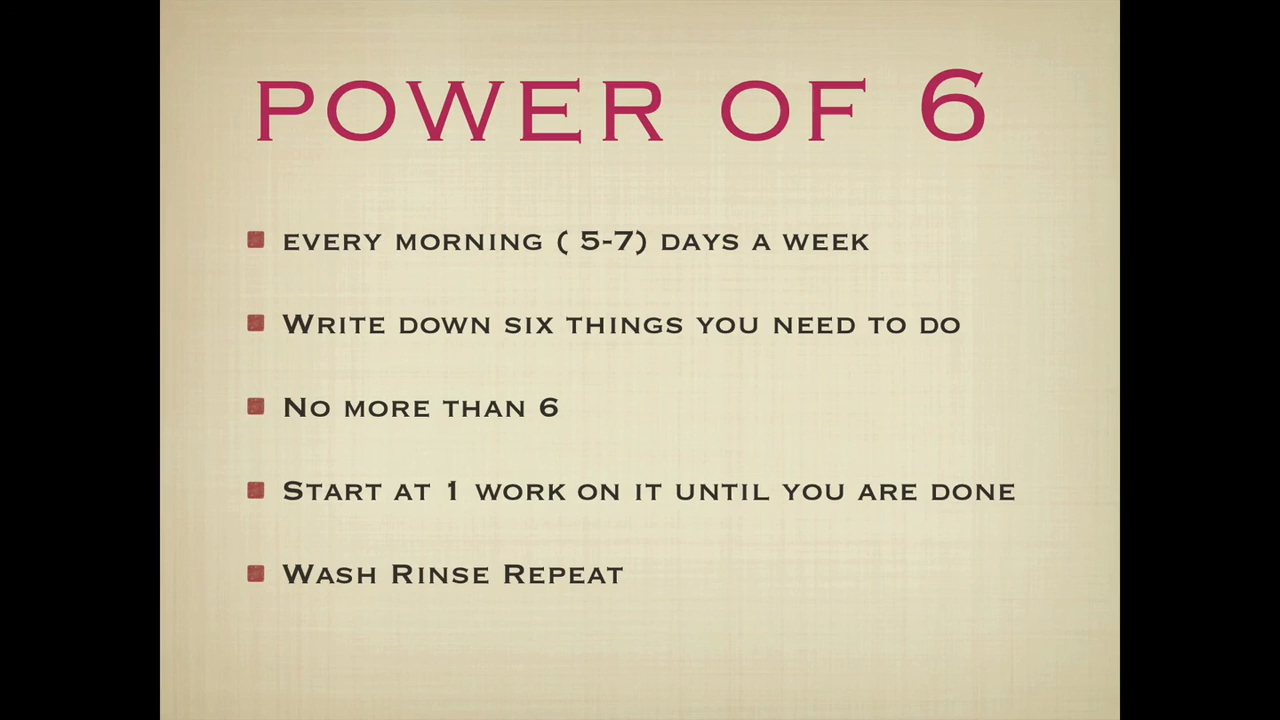 POWER OF 6
EVERY MORNING ( 5-7) DAYS A WEEK
WRITE DOWN SIX THINGS YOU NEED TO DO
NO MORE THAN 6
START AT 1 WORK ON IT UNTIL YOU ARE DONE
WASH RINSE REPEAT